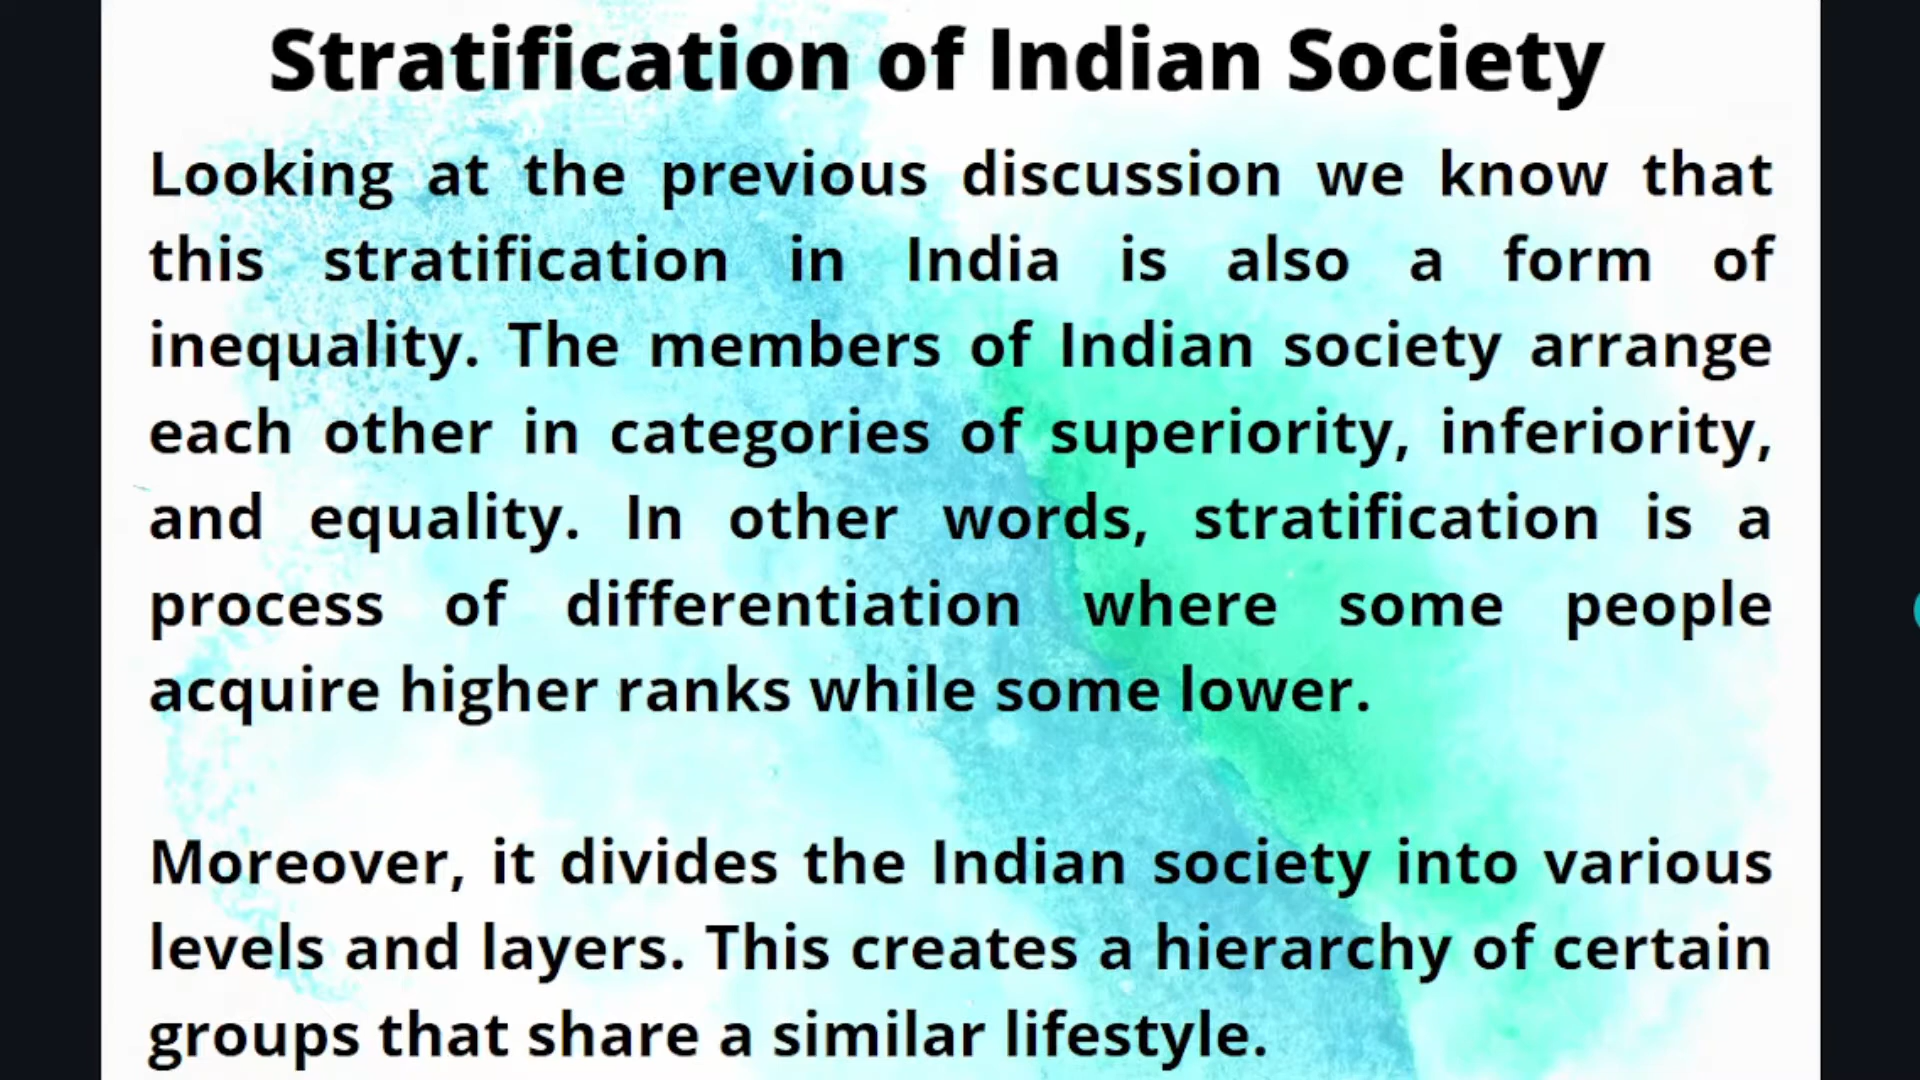 Stratification of Indian Society
Looking at the previous discussion we know that
this stratification in India is also a form of
inequality. The members of Indian society arrange
each other in categories of superiority, inferiority,
and equality. In other words, stratification is a
process of differentiation where some people
acquire higher ranks while some lower.
Moreover, it divides the Indian society into various
levels and layers. This creates a hierarchy of certain
groups that share a similar lifestyle.